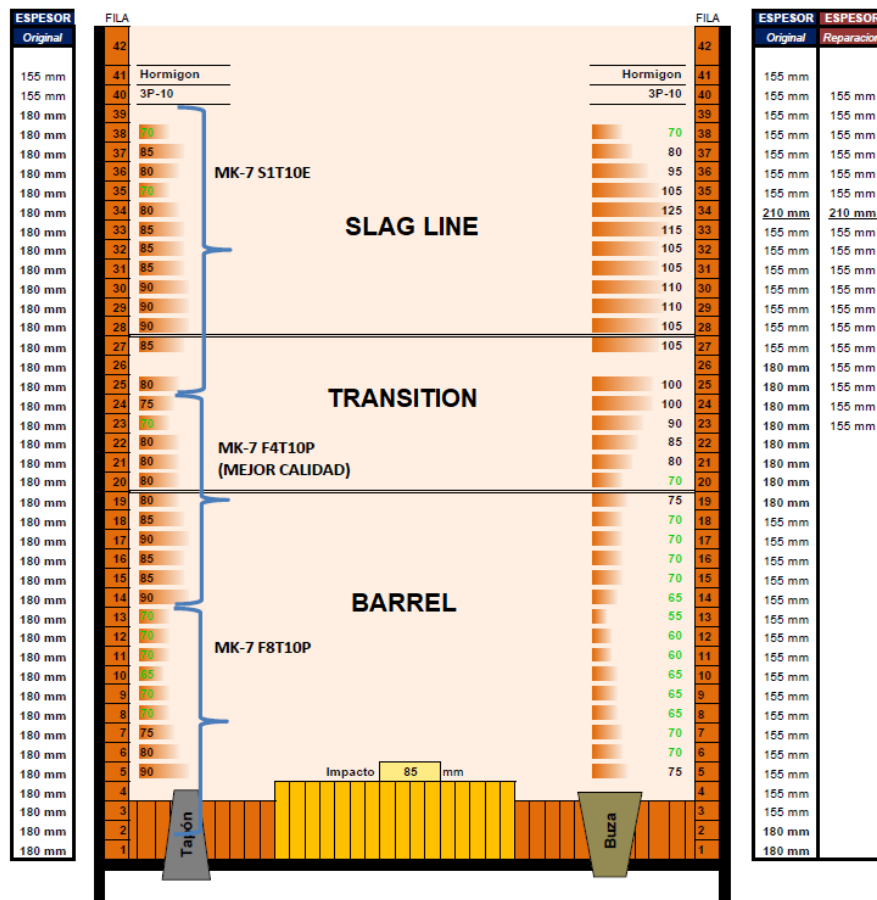 ESPESOR FILA FILA ESPESOR ESPESOR
Original Original Reparacion
42 42
155 mm 41 Hormigon Hormigon 41 155 mm
155 mm 40 3P-10 3P-10 40 155 mm 155 mm
180 mm 39 39 155 mm 155 mm
180 mm 38 70 70 38 155 mm 155 mm
180 mm 37 85 80 37 155 mm 155 mm
180 mm 36 80 MK-7 S1T10E 95 36 155 mm 155 mm
180 mm 35 70 105 35 155 mm 155 mm
180 mm 34 80 125 34 210 mm 210 mm
SLAG LINE
180 mm 33 85 115 33 155 mm 155 mm
180 mm 32 85 105 32 155 mm 155 mm
180 mm 31 85 105 31 155 mm 155 mm
180 mm 30 90 110 30 155 mm 155 mm
180 mm 29 90 110 29 155 mm 155 mm
180 mm 28 90 105 28 155 mm 155 mm
180 mm 27 85 105 27 155 mm 155 mm
180 mm 26 26 180 mm 155 mm
180 mm 25 80 100 25 180 mm 155 mm
TRANSITION
180 mm 24 75 100 24 180 mm 155 mm
180 mm 23 70 90 23 180 mm 155 mm
180 mm 22 80 MK-7 F4T10P 85 22 180 mm
180 mm 21 80 (MEJOR CALIDAD) 80 21 180 mm
180 mm 20 80 70 20 180 mm
180 mm 19 80 75 19 180 mm
180 mm 18 85 70 18 155 mm
180 mm 17 90 70 17 155 mm
180 mm 16 85 70 16 155 mm
180 mm 15 85 70 15 155 mm
180 mm 14 90 BARREL 65 14 155 mm
180 mm 13 70 55 13 155 mm
180 mm 12 70 60 12 155 mm
180 mm 11 70 MK-7 F8T10P 60 11 155 mm
180 mm 10 65 65 10 155 mm
180 mm 9 70 65 9 155 mm
180 mm 8 70 65 8 155 mm
180 mm 7 75 70 7 155 mm
180 mm 6 80 70 6 155 mm
180 mm 5 90 Impacto 85 mm 75 5 155 mm
180 mm 4 4 155 mm
180 mm 3 3 155 mm
180 mm 2 Tapón Buza 2 180 mm
180 mm 1 1 180 mm